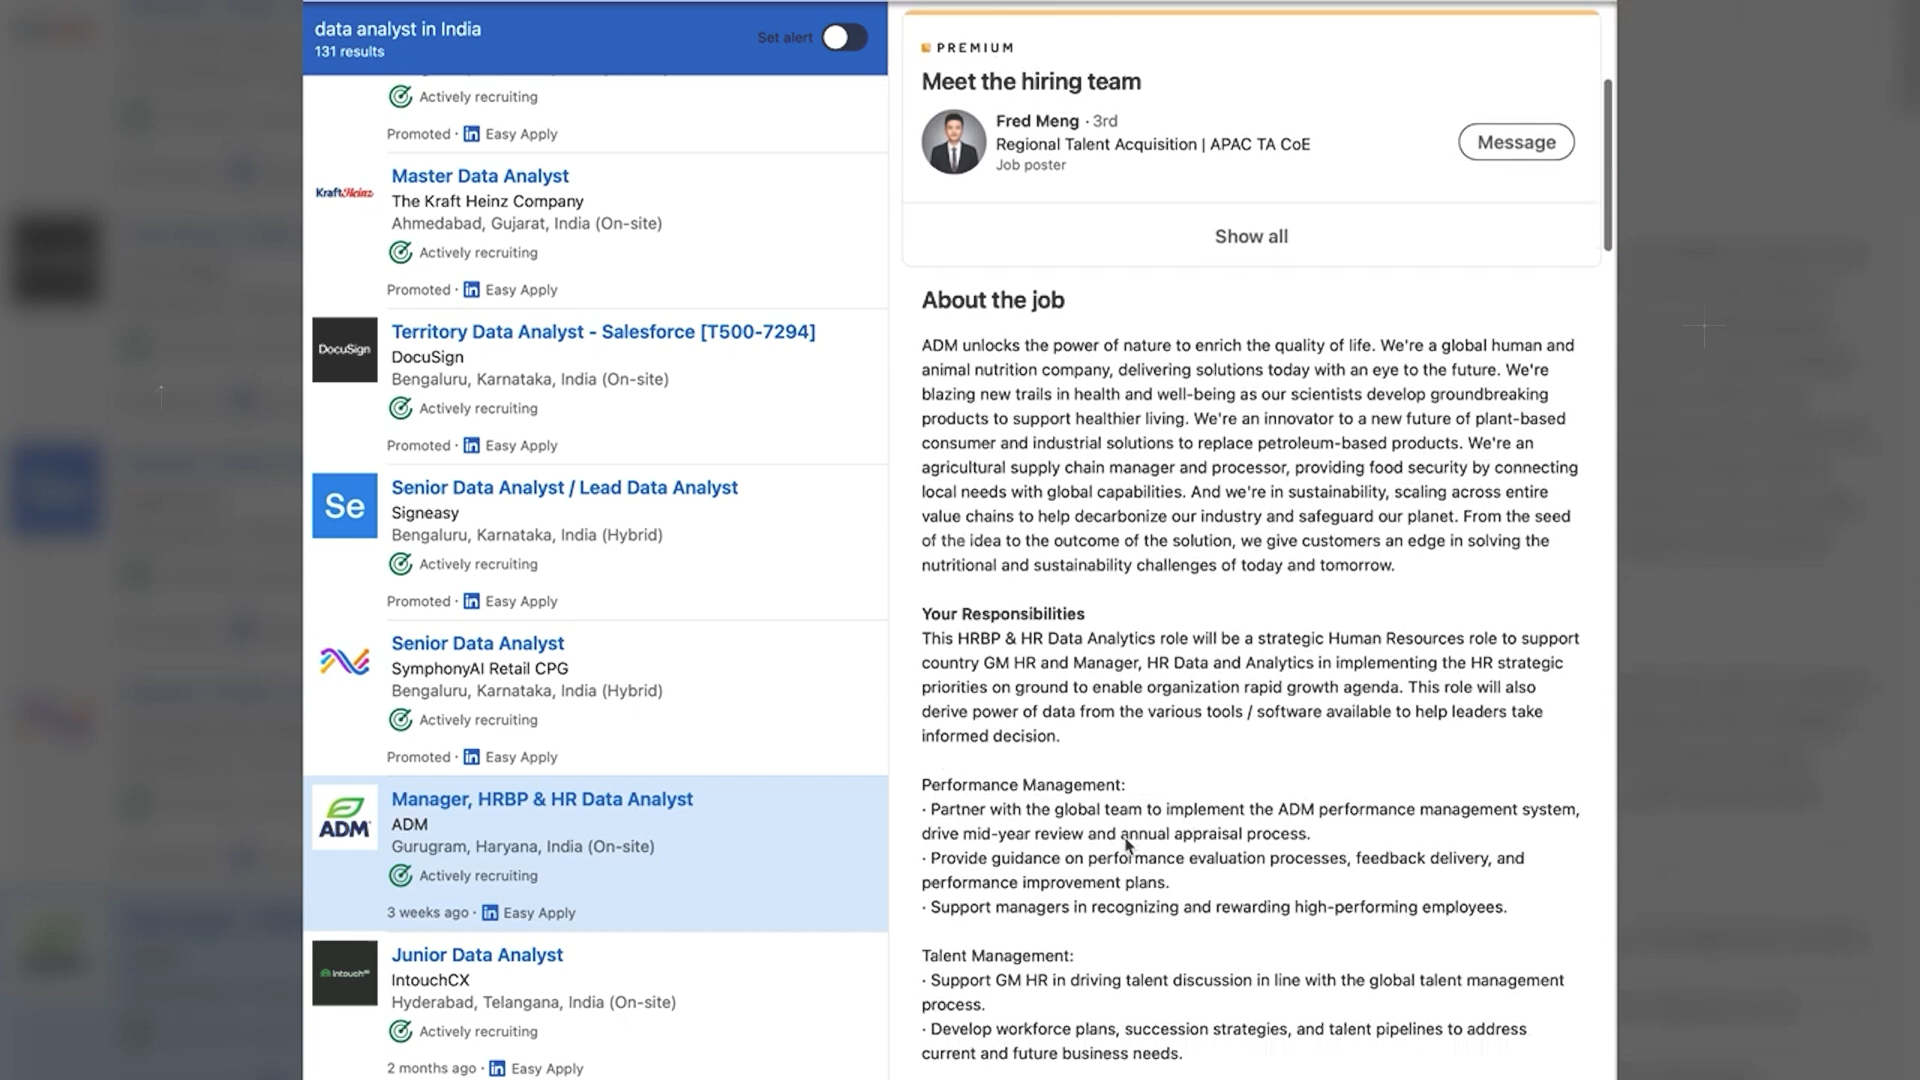 data analyst in India
131 results
Set alert
Actively recruiting
Promoted · in Easy Apply
KraftHeinz
Master Data Analyst
The Kraft Heinz Company
Ahmedabad, Gujarat, India (On-site)
Actively recruiting
Promoted · in Easy Apply
DocuSign
Territory Data Analyst - Salesforce [T500-7294]
DocuSign
Bengaluru, Karnataka, India (On-site)
Actively recruiting
Promoted · in Easy Apply
Se
Senior Data Analyst / Lead Data Analyst
Signeasy
Bengaluru, Karnataka, India (Hybrid)
Actively recruiting
Promoted · in Easy Apply
Senior Data Analyst
SymphonyAI Retail CPG
Bengaluru, Karnataka, India (Hybrid)
Actively recruiting
Promoted · in Easy Apply
ADM
Manager, HRBP & HR Data Analyst
ADM
Gurugram, Haryana, India (On-site)
Actively recruiting
3 weeks ago · in Easy Apply
Intouch
Junior Data Analyst
IntouchCX
Hyderabad, Telangana, India (On-site)
Actively recruiting
2 months ago · in Easy Apply
PREMIUM
Meet the hiring team
Fred Meng · 3rd
Regional Talent Acquisition | APAC TA CoE
Job poster
Message
Show all
About the job
ADM unlocks the power of nature to enrich the quality of life. We're a global human and
animal nutrition company, delivering solutions today with an eye to the future. We're
blazing new trails in health and well-being as our scientists develop groundbreaking
products to support healthier living. We're an innovator to a new future of plant-based
consumer and industrial solutions to replace petroleum-based products. We're an
agricultural supply chain manager and processor, providing food security by connecting
local needs with global capabilities. And we're in sustainability, scaling across entire
value chains to help decarbonize our industry and safeguard our planet. From the seed
of the idea to the outcome of the solution, we give customers an edge in solving the
nutritional and sustainability challenges of today and tomorrow.
Your Responsibilities
This HRBP & HR Data Analytics role will be a strategic Human Resources role to support
country GM HR and Manager, HR Data and Analytics in implementing the HR strategic
priorities on ground to enable organization rapid growth agenda. This role will also
derive power of data from the various tools / software available to help leaders take
informed decision.
Performance Management:
· Partner with the global team to implement the ADM performance management system,
drive mid-year review and annual appraisal process.
· Provide guidance on performance evaluation processes, feedback delivery, and
performance improvement plans.
· Support managers in recognizing and rewarding high-performing employees.
Talent Management:
· Support GM HR in driving talent discussion in line with the global talent management
process.
· Develop workforce plans, succession strategies, and talent pipelines to address
current and future business needs.